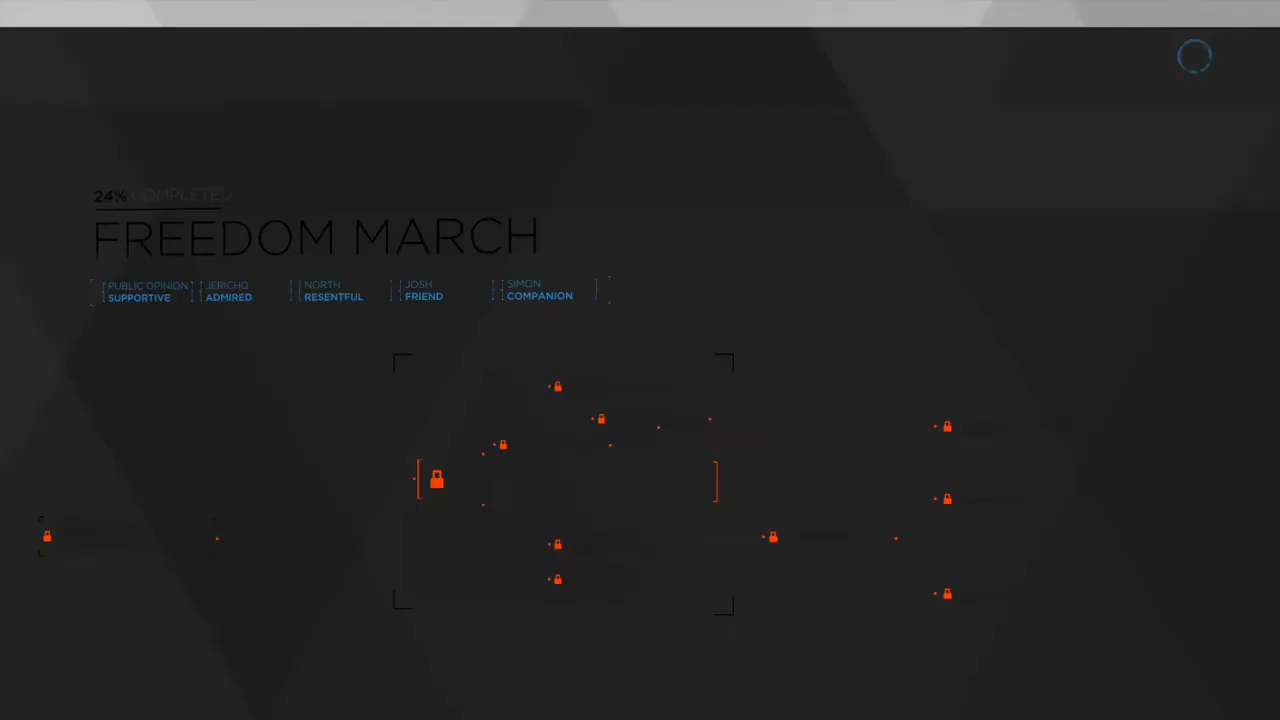 24% COMPLETED
FREEDOM MARCH
PUBLIC OPINION JERICHO NORTH JOSH SIMON
SUPPORTIVE ADMIRED RESENTFUL FRIEND COMPANION